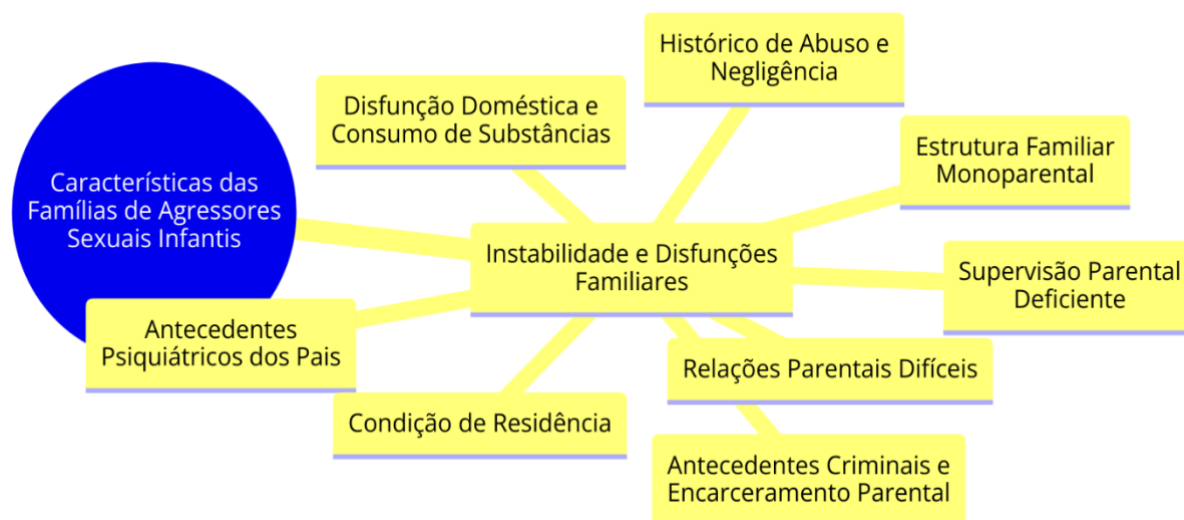 Histórico de Abuso e
Negligência
Disfunção Doméstica e
Consumo de Substâncias
Estrutura Familiar
Monoparental
Características das
Famílias de Agressores
Sexuais Infantis
Instabilidade e Disfunções
Familiares
Supervisão Parental
Deficiente
Antecedentes
Psiquiátricos dos Pais
Relações Parentais Difíceis
Condição de Residência
Antecedentes Criminais e
Encarceramento Parental